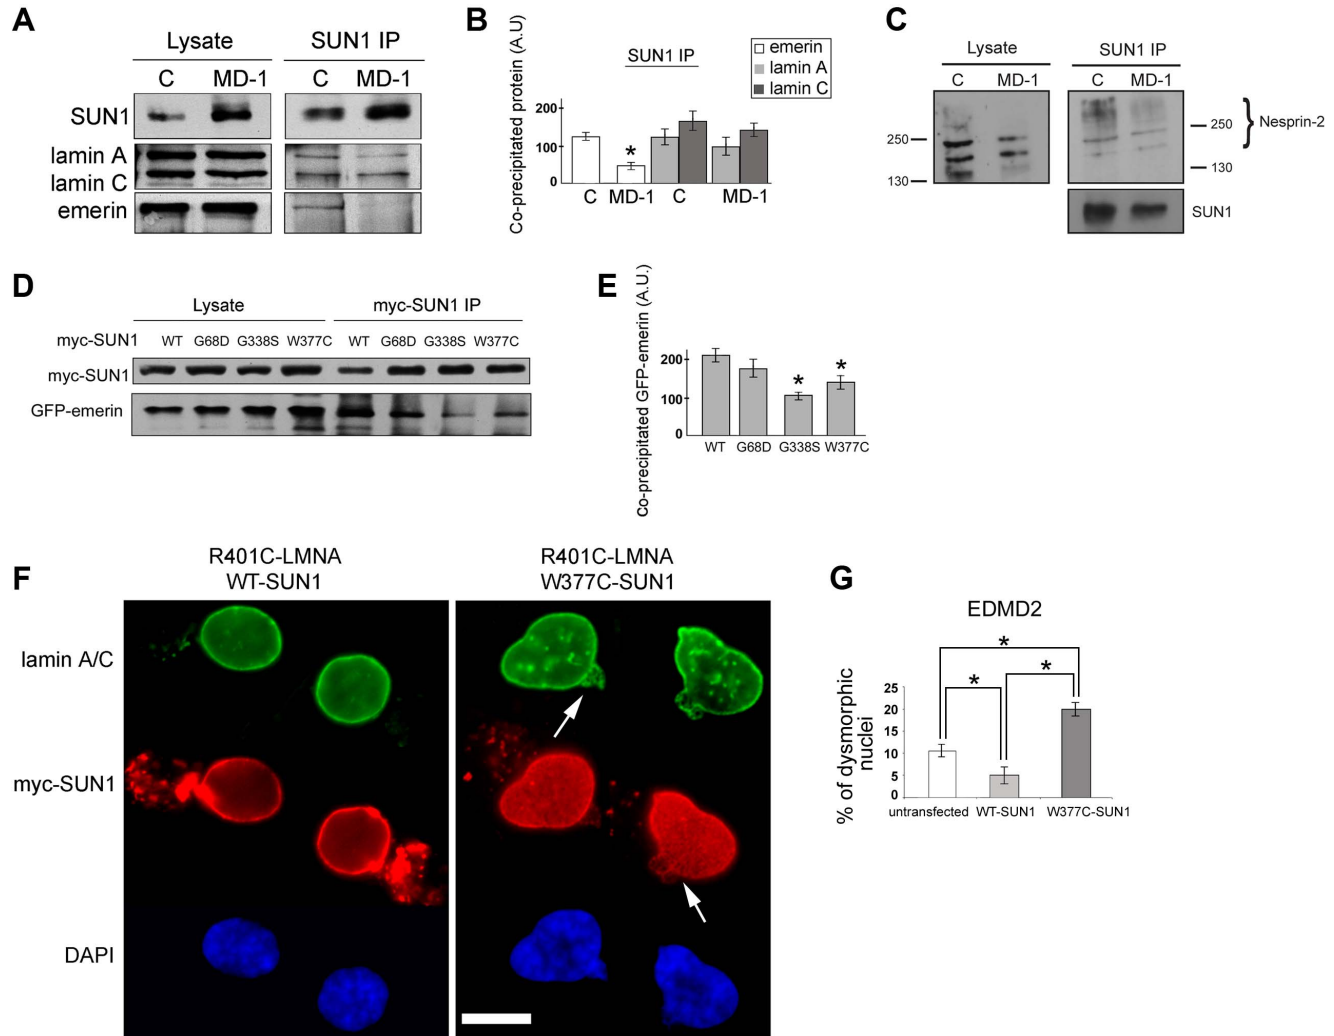 A
Lysate
SUN1 IP
C
MD-1
C
MD-1
SUN1
lamin A
lamin C
emerin
B
Co-precipitated protein (A.U)
SUN1 IP
emerin
lamin A
lamin C
200
100
0
*
C
MD-1
C
MD-1
C
Lysate
SUN1 IP
C
MD-1
C
MD-1
250
130
250
130
Nesprin-2
SUN1
D
Lysate
myc-SUN1 IP
myc-SUN1
WT
G68D
G338S
W377C
WT
G68D
G338S
W377C
myc-SUN1
GFP-emerin
E
Co-precipitated GFP-emerin (A.U.)
200
100
0
*
*
WT
G68D
G338S
W377C
F
R401C-LMNA
WT-SUN1
R401C-LMNA
W377C-SUN1
lamin A/C
myc-SUN1
DAPI
G
EDMD2
% of dysmorphic
nuclei
25
20
15
10
5
0
*
*
*
untransfected
WT-SUN1
W377C-SUN1